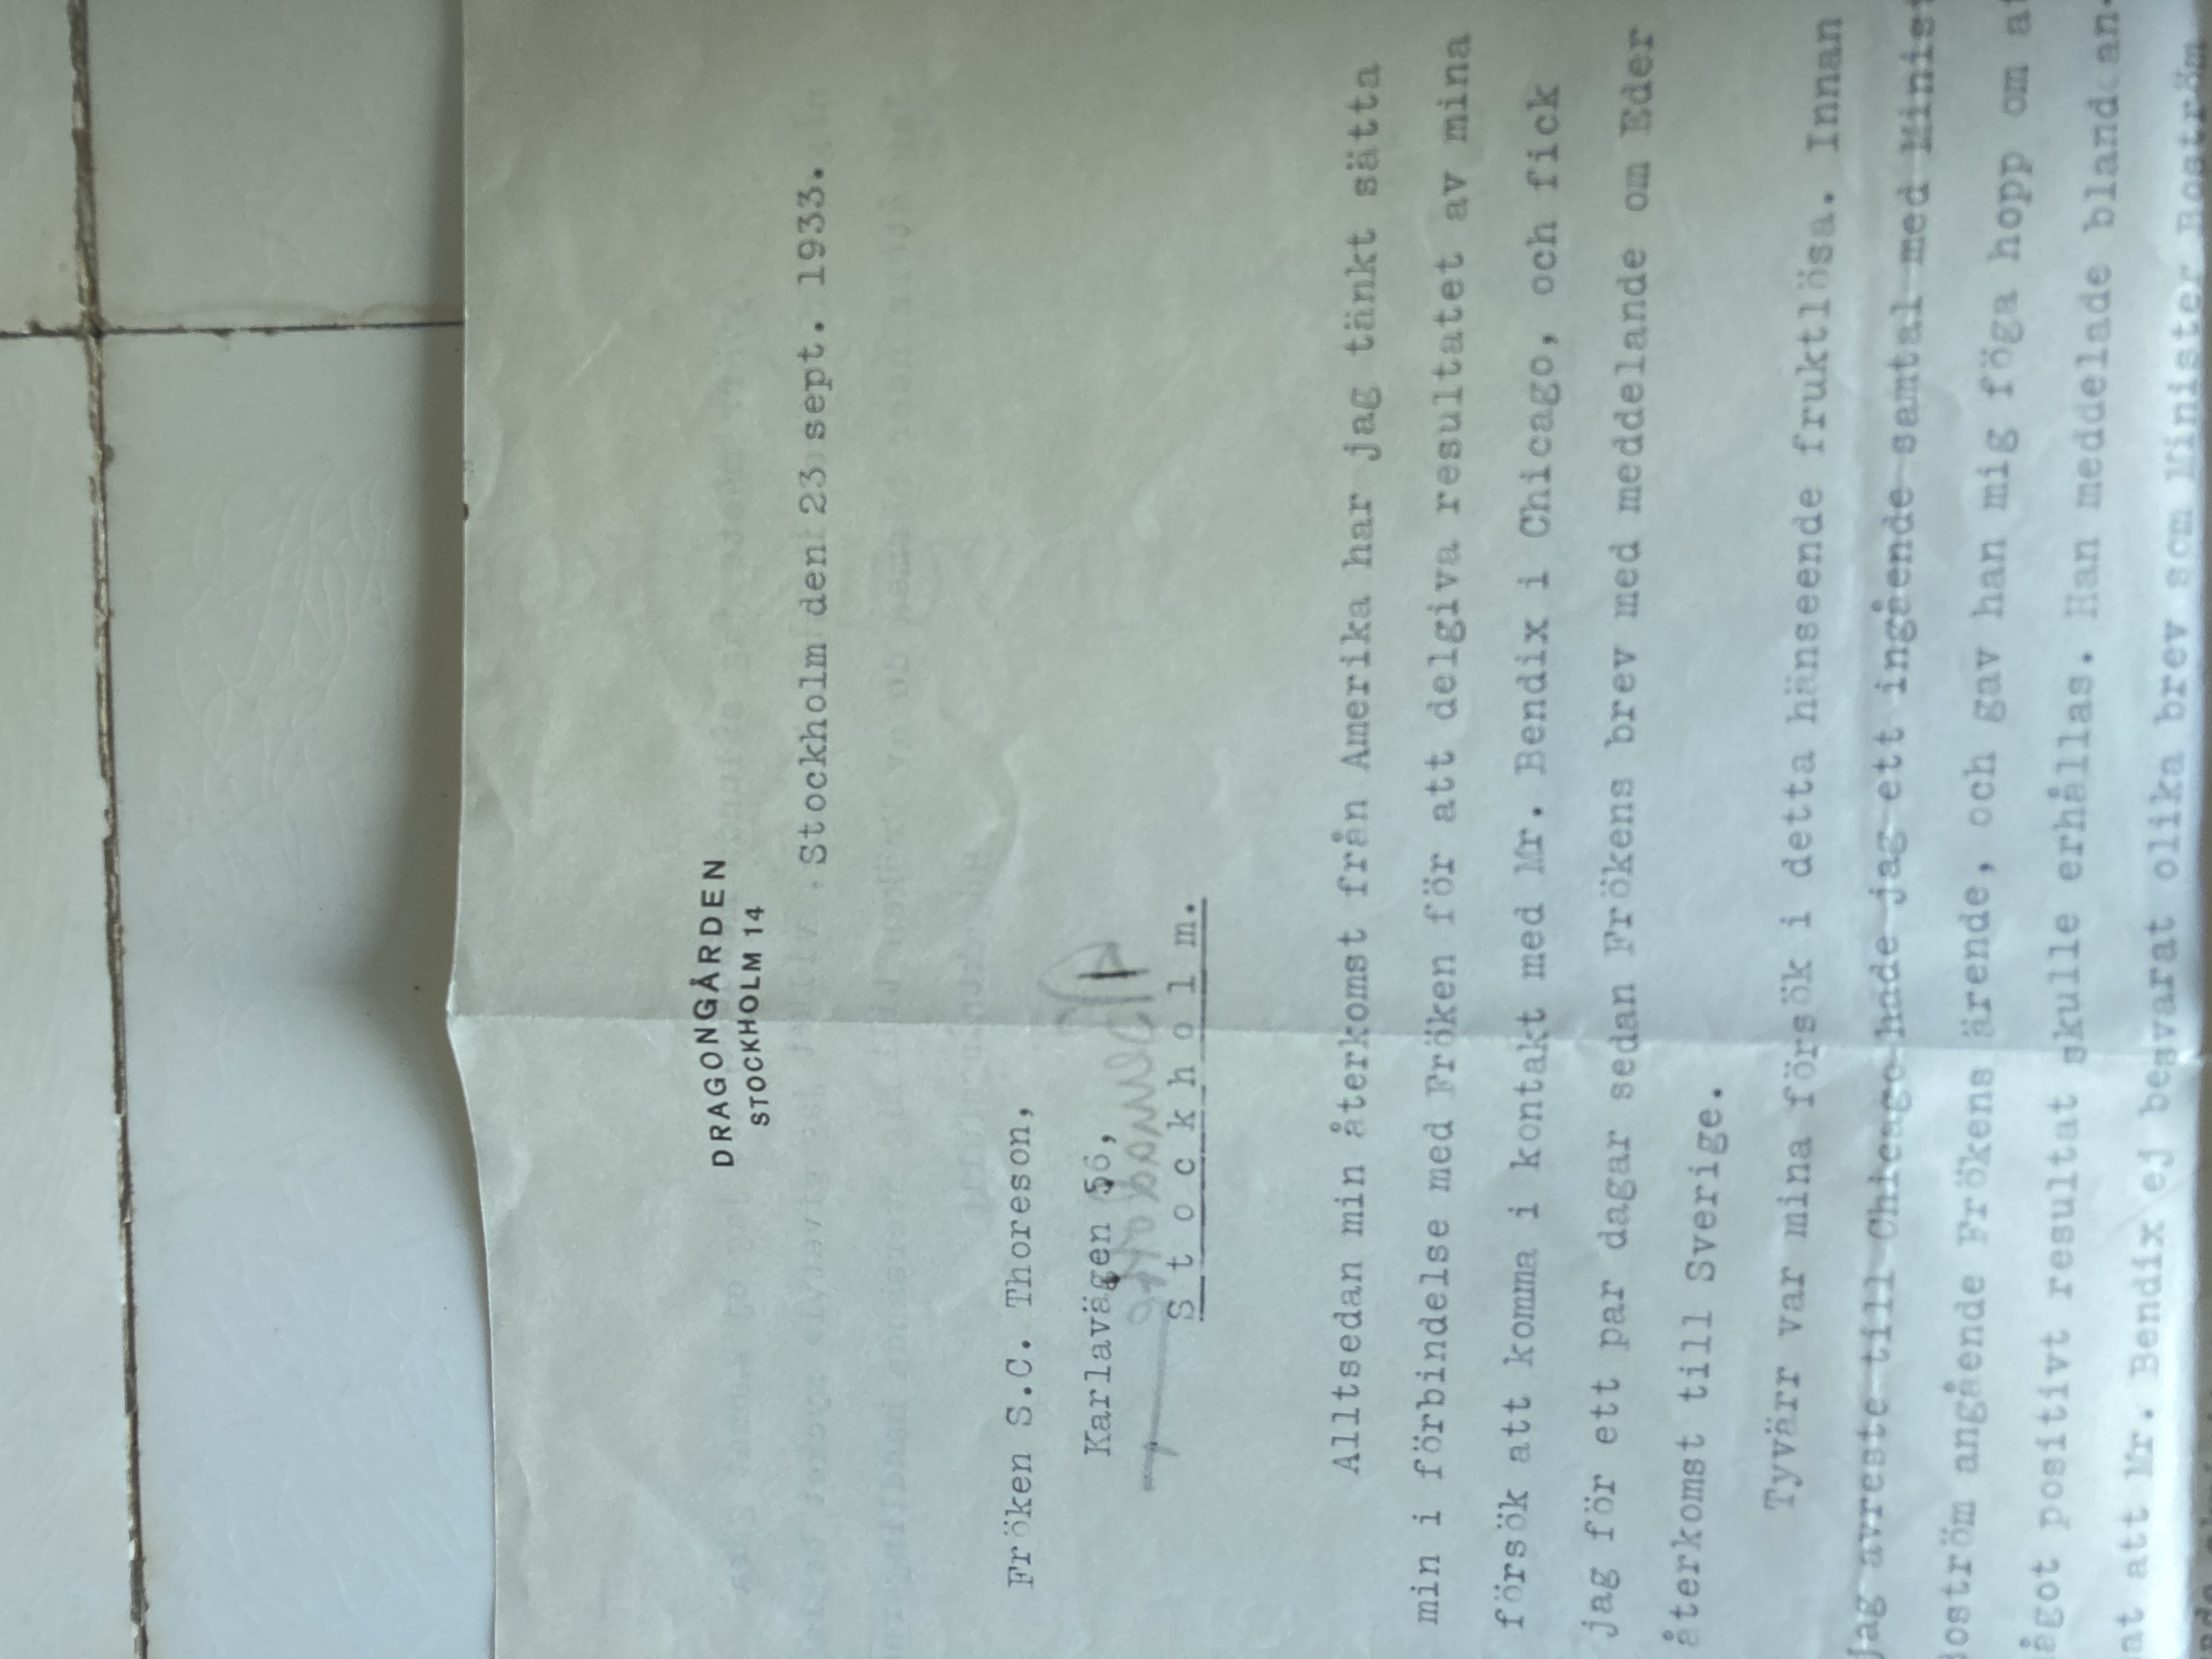 DRAGONGÅRDEN
STOCKHOLM 14
Stockholm den 23 sept. 1933.
Fröken S.C. Thoreson,
Karlavägen 56,
Stockholm.
Alltsedan min återkomst från Amerika har jag tänkt sätta
min i förbindelse med Fröken för att delgiva resultatet av mina
försök att komma i kontakt med Mr. Bendix i Chicago, och fick
jag för ett par dagar sedan Frökens brev med meddelande om Eder
återkomst till Sverige.
Tyvärr var mina försök i detta hänseende fruktlösa. Innan
jag avreste till Chicago hade jag ett ingående samtal med Minist
Boström angående Frökens ärende, och gav han mig föga hopp om at
något positivt resultat skulle erhållas. Han meddelade bland an-
nat att Mr. Bendix ej besvarat olika brev som Minister Boström